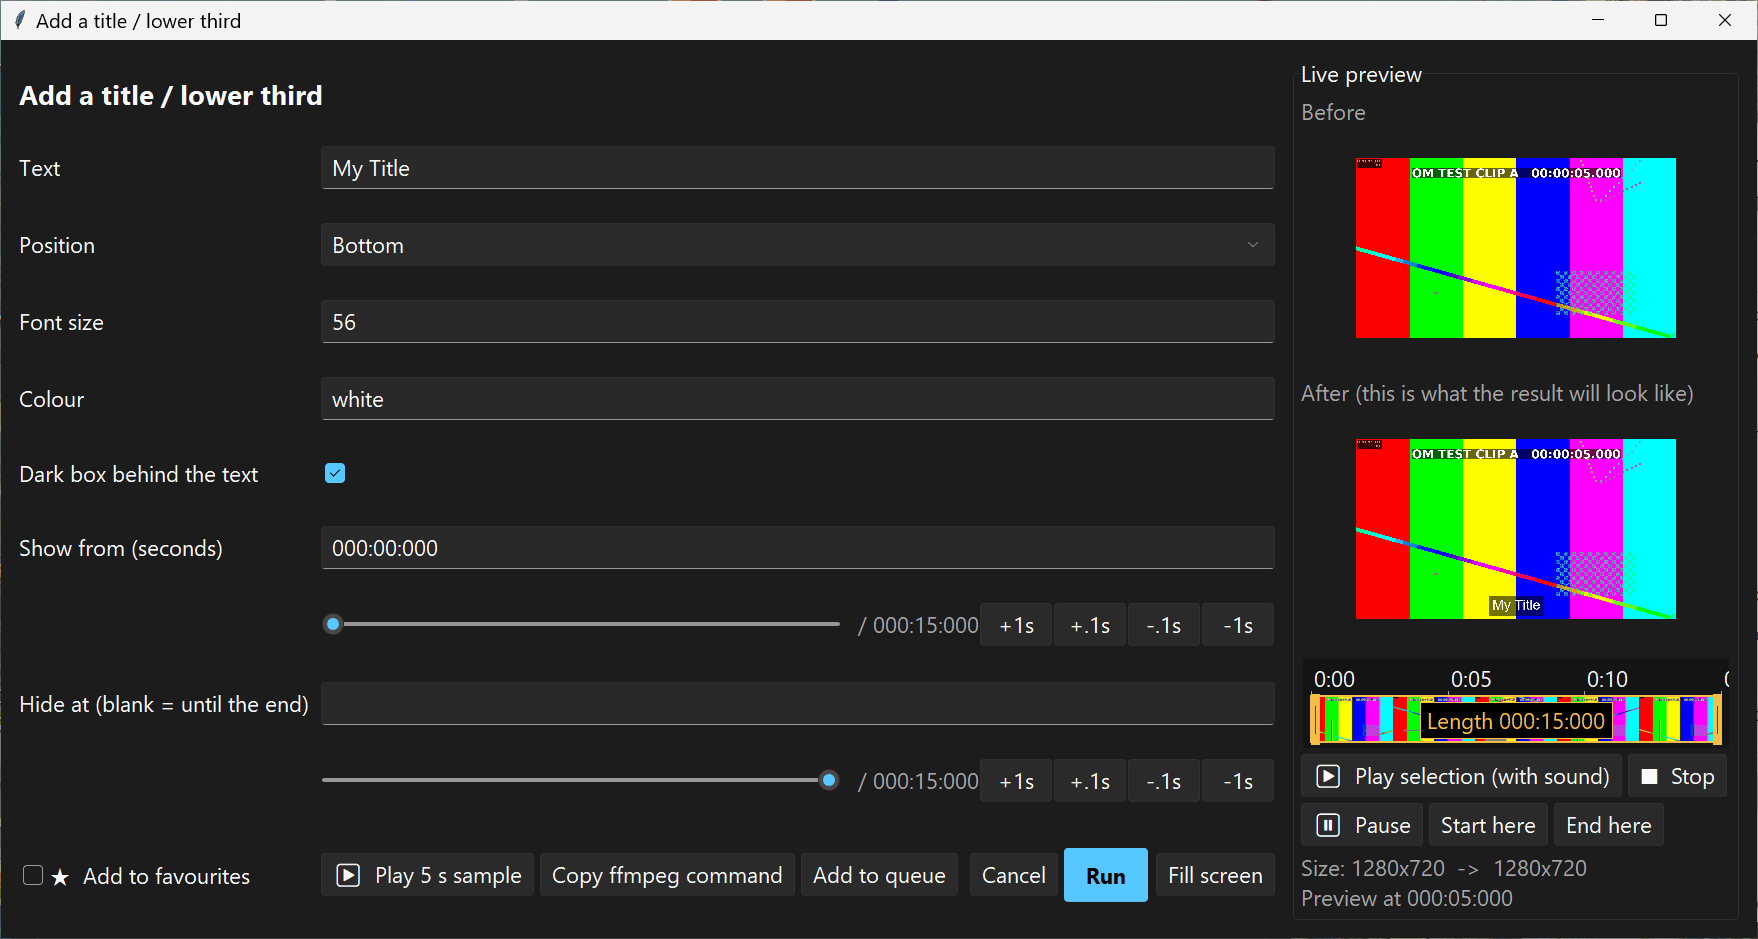 Add a title / lower third
Add a title / lower third
Text
My Title
Position
Bottom
Font size
56
Colour
white
Dark box behind the text
Show from (seconds)
000:00:000
/ 000:15:000
+1s
+.1s
-.1s
-1s
Hide at (blank = until the end)
/ 000:15:000
+1s
+.1s
-.1s
-1s
★ Add to favourites
Play 5 s sample
Copy ffmpeg command
Add to queue
Cancel
Run
Fill screen
Live preview
Before
OM TEST CLIP A 00:00:05.000
After (this is what the result will look like)
OM TEST CLIP A 00:00:05.000
My Title
0:00
0:05
0:10
Length 000:15:000
Play selection (with sound)
Stop
Pause
Start here
End here
Size: 1280x720 -> 1280x720
Preview at 000:05:000